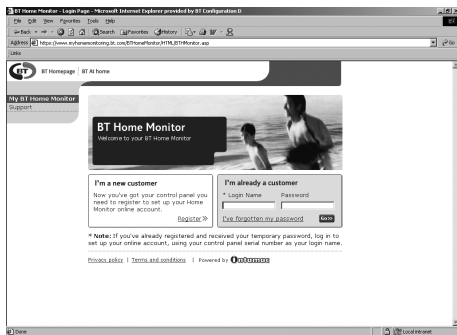 BT Home Monitor - Login Page - Microsoft Internet Explorer provided by BT Configuration D
File Edit View Favorites Tools Help
Back Search Favorites History
Address https://www.myhomemonitoring.bt.com/BTHomeMonitor/HTML/BTHMonitor.asp Go
Links
BT BT Homepage BT At home
My BT Home Monitor
Support
BT Home Monitor
Welcome to your BT Home Monitor
I'm a new customer
Now you've got your control panel you
need to register to set up your Home
Monitor online account.
Register
I'm already a customer
* Login Name Password
I've forgotten my password Go
* Note: If you've already registered and received your temporary password, log in to
set up your online account, using your control panel serial number as your login name.
Privacy policy | Terms and conditions | Powered by
Done Local intranet